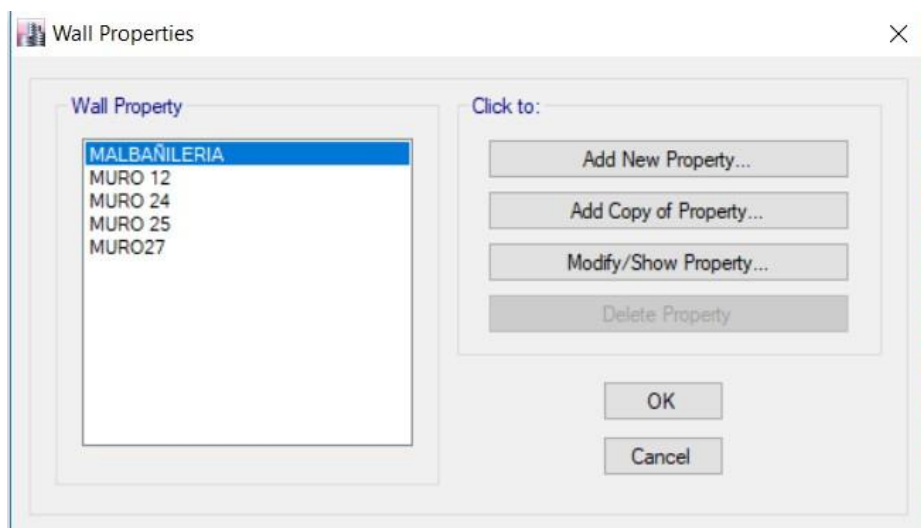 Wall Properties
Wall Property
MALBAÑILERIA
MURO 12
MURO 24
MURO 25
MURO27
Click to:
Add New Property...
Add Copy of Property...
Modify/Show Property...
Delete Property
OK
Cancel